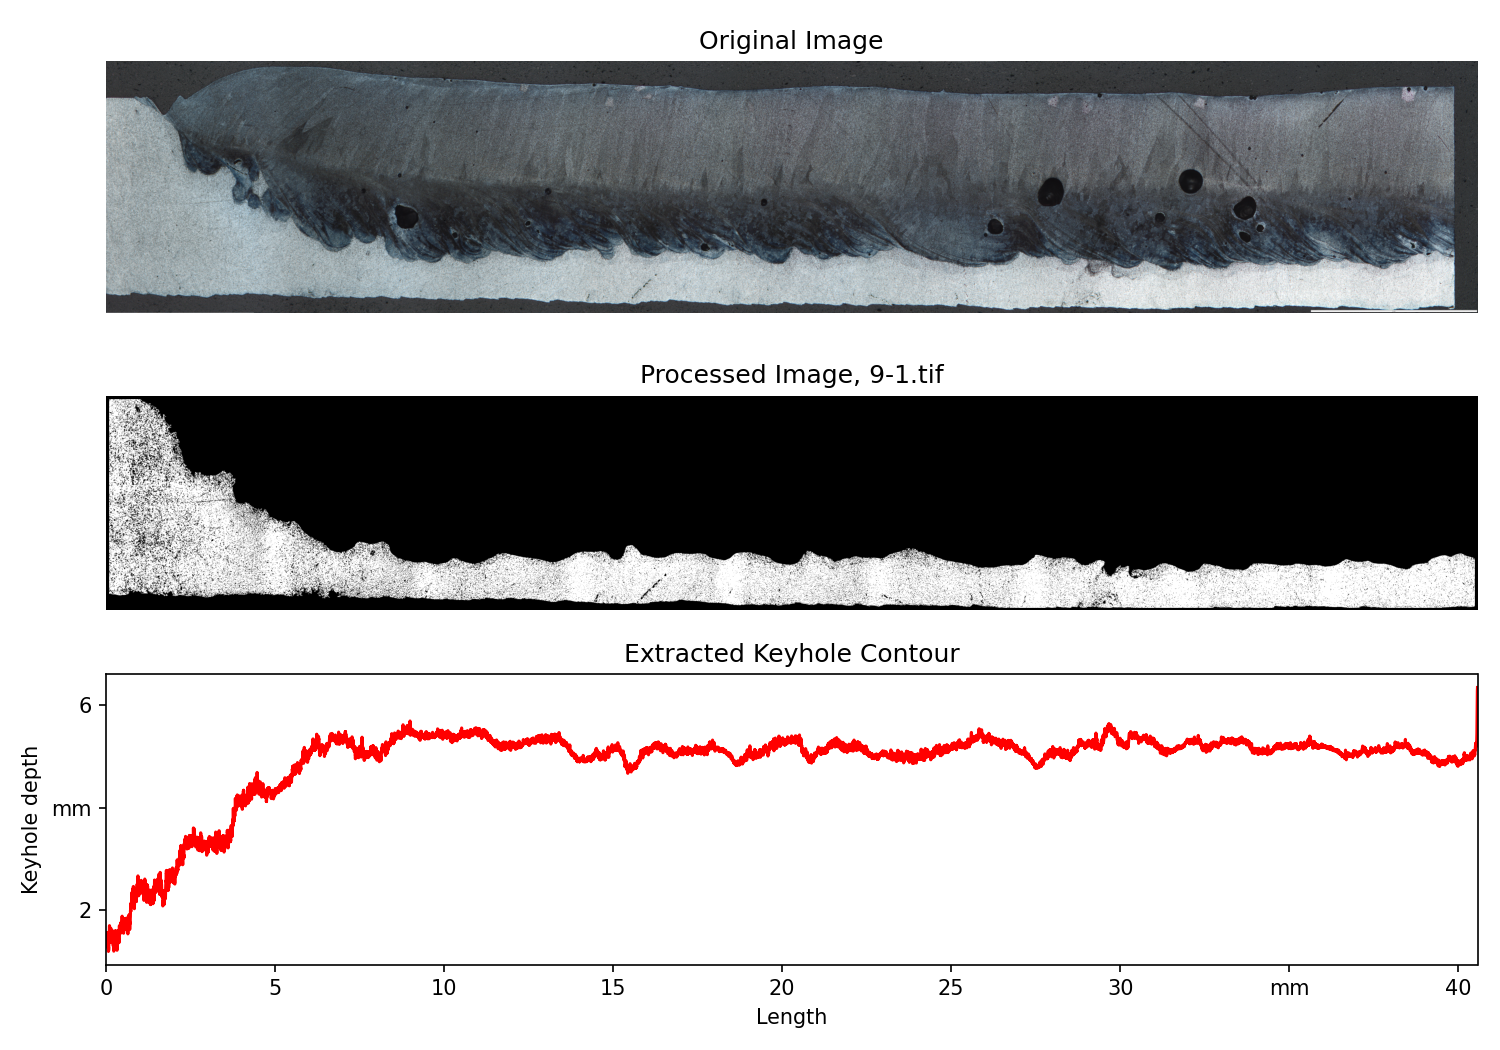 Original Image
Processed Image, 9-1.tif
Extracted Keyhole Contour
6
mm
2
Keyhole depth
0 5 10 15 20 25 30 mm 40
Length